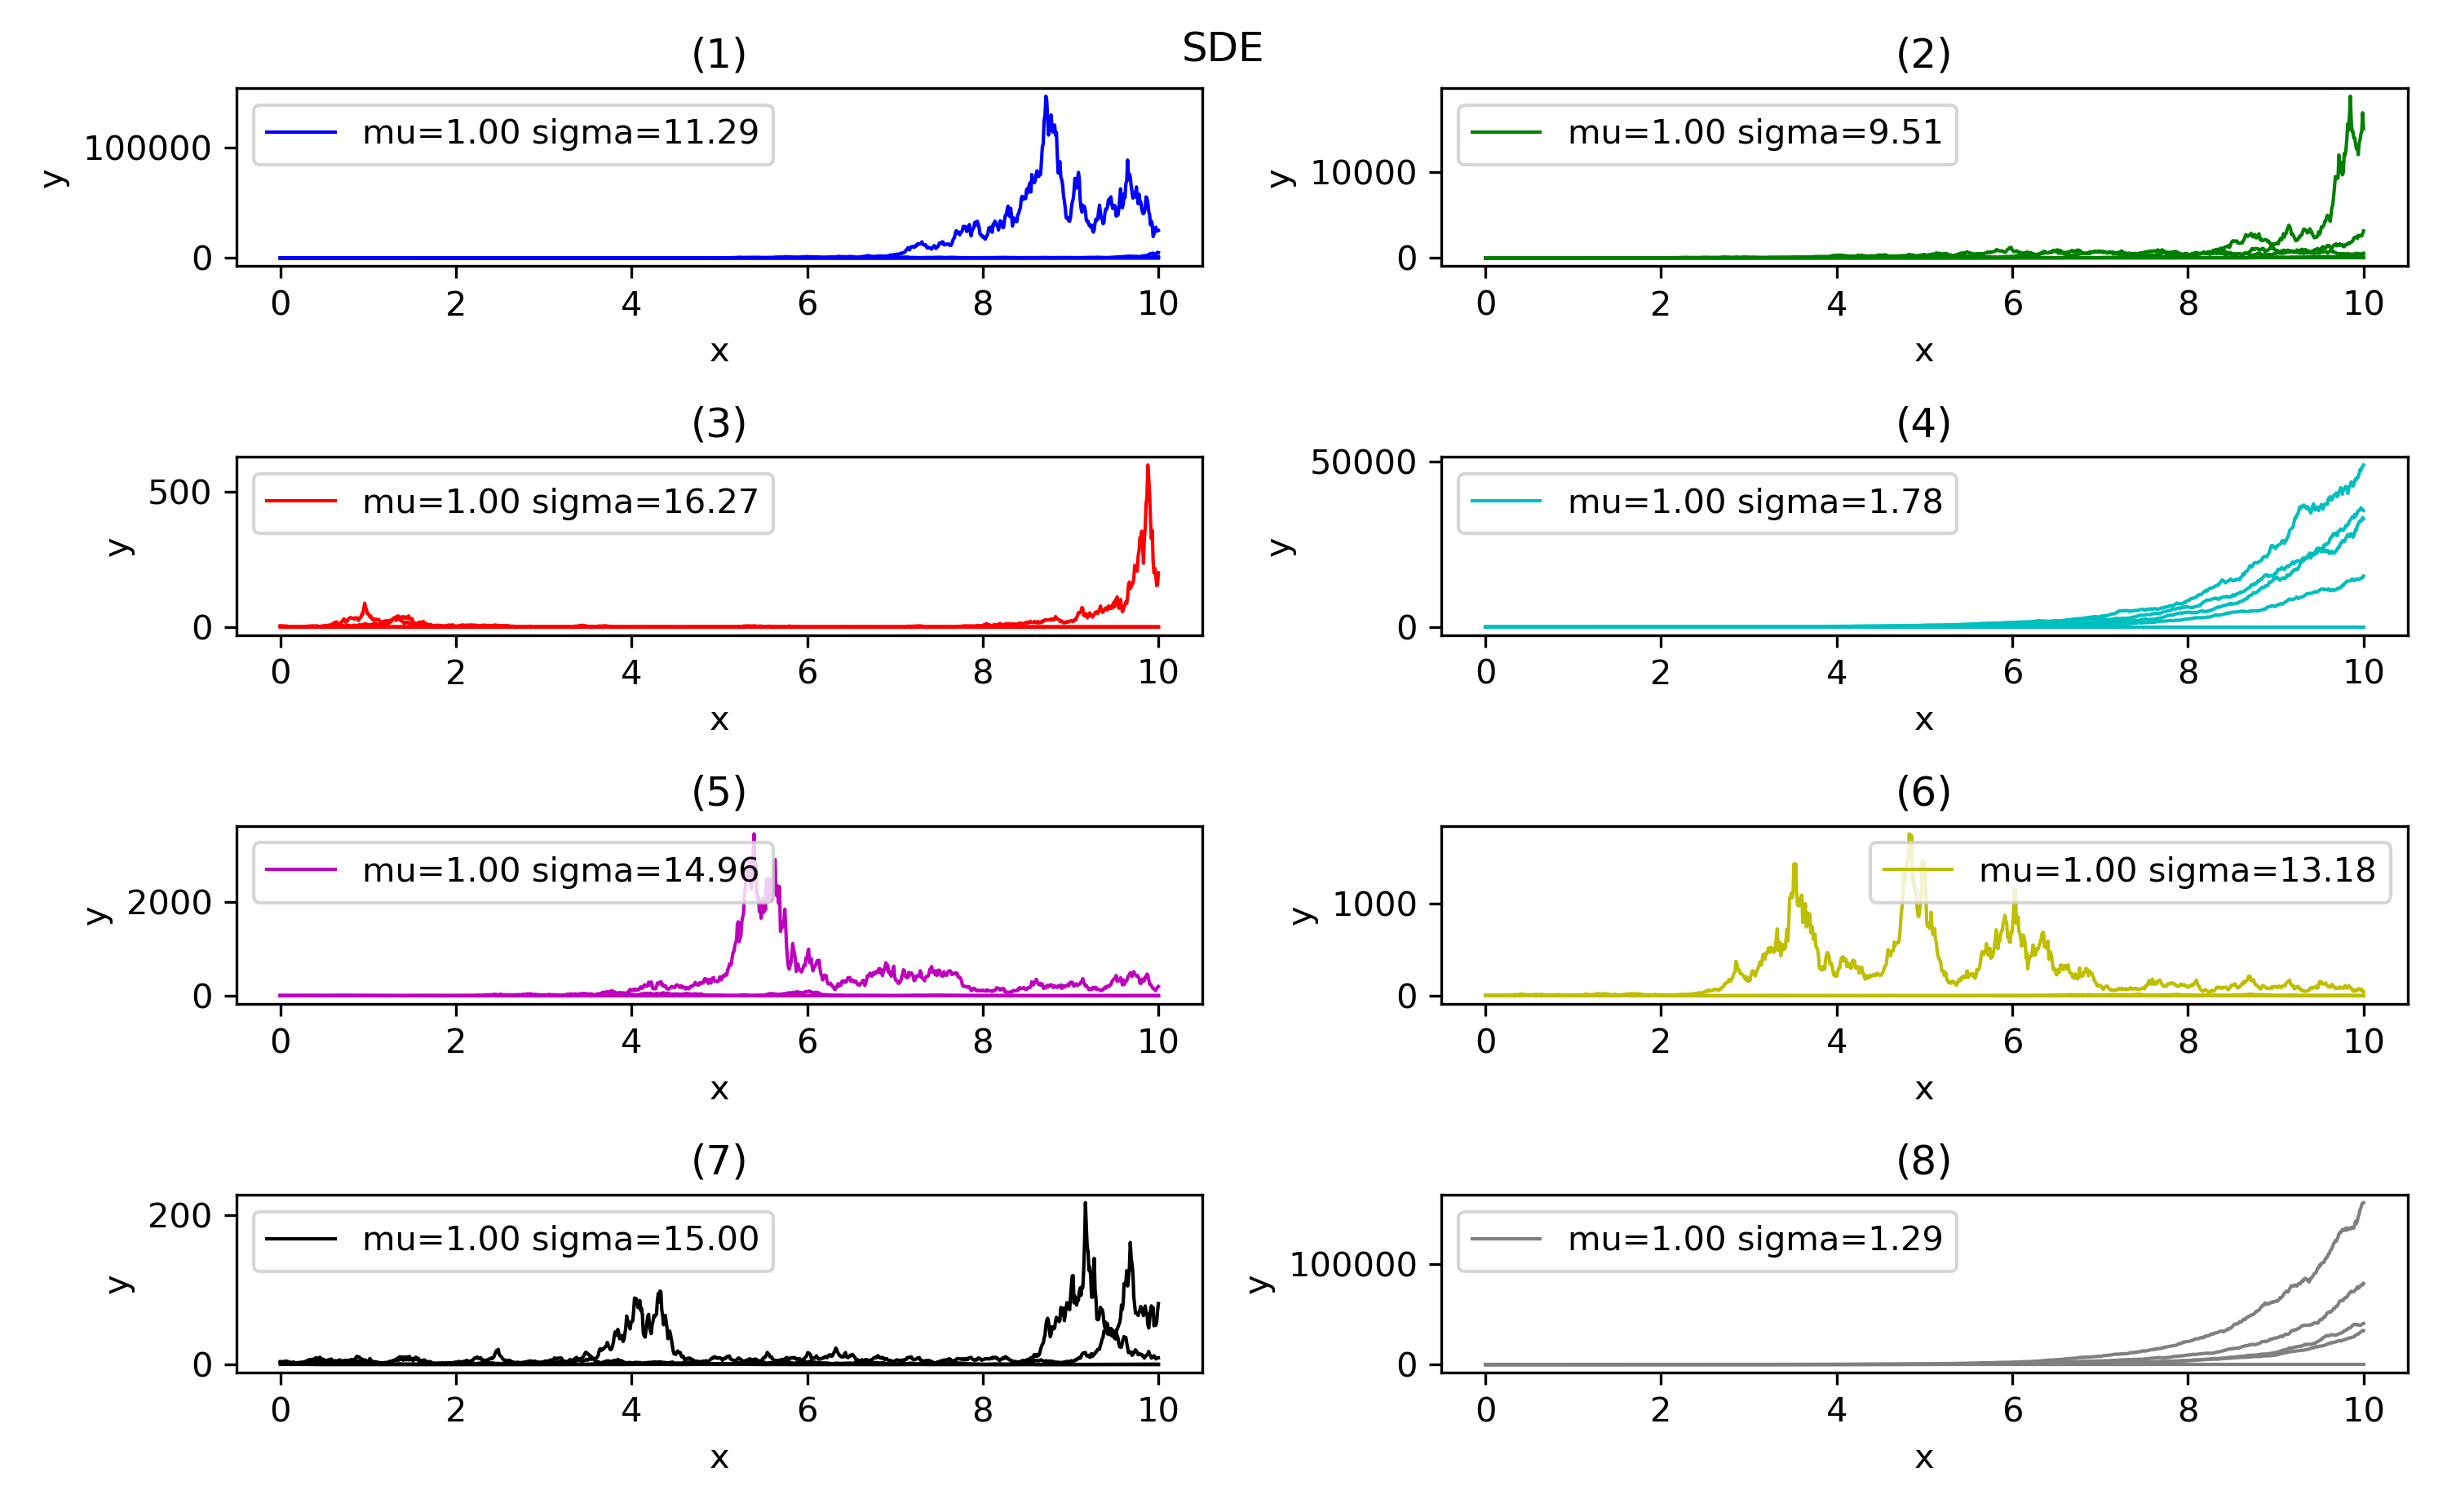 SDE
(1)
mu=1.00 sigma=11.29
y
100000
0
0 2 4 6 8 10
x
(2)
mu=1.00 sigma=9.51
y
10000
0
0 2 4 6 8 10
x
(3)
mu=1.00 sigma=16.27
y
500
0
0 2 4 6 8 10
x
(4)
mu=1.00 sigma=1.78
y
50000
0
0 2 4 6 8 10
x
(5)
mu=1.00 sigma=14.96
y
2000
0
0 2 4 6 8 10
x
(6)
mu=1.00 sigma=13.18
y
1000
0
0 2 4 6 8 10
x
(7)
mu=1.00 sigma=15.00
y
200
0
0 2 4 6 8 10
x
(8)
mu=1.00 sigma=1.29
y
100000
0
0 2 4 6 8 10
x